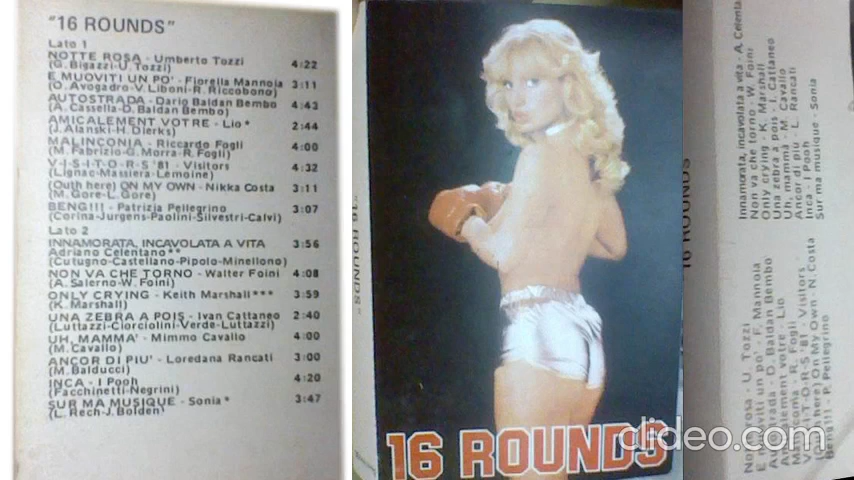 "16 ROUNDS"
Lato 1
NOTTE ROSA - Umberto Tozzi 4:22
(G. Bigazzi-U. Tozzi)
E MUOVITI UN PO' - Fiorella Mannoia 3:11
(O. Avogadro-V. Liboni-R. Riccobono)
AUTOSTRADA - Dario Baldan Bembo 4:43
(A. Cassella-D. Baldan Bembo)
AMICALEMENT VOTRE - Lio * 2:44
(J. Alanski-H. Dierks)
MALINCONIA - Riccardo Fogli 4:00
(M. Fabrizio-G. Morra-R. Fogli)
V-I-S-I-T-O-R-S '81 - Visitors 4:32
(Lignac-Massiera-Lemoine)
(Outh here) ON MY OWN - Nikka Costa 3:11
(M. Gore-L. Gore)
BENG!!! - Patrizia Pellegrino 3:07
(Corina-Jurgens-Paolini-Silvestri-Calvi)
Lato 2
INNAMORATA, INCAVOLATA A VITA 3:56
Adriano Celentano**
(Cutugno-Castellano-Pipolo-Minellono)
NON VA CHE TORNO - Walter Foini 4:08
(A. Salerno-W. Foini)
ONLY CRYING - Keith Marshall*** 3:59
(K. Marshall)
UNA ZEBRA A POIS - Ivan Cattaneo 2:40
(Luttazzi-Ciorciolini-Verde-Luttazzi)
UH, MAMMA' - Mimmo Cavallo 4:00
(M. Cavallo)
ANCOR DI PIU' - Loredana Rancati 3:00
(M. Balducci)
INCA - I Pooh 4:20
(Facchinetti-Negrini)
SUR MA MUSIQUE - Sonia * 3:47
(L. Rech-J. Bolden)
"16 ROUNDS"
16 ROUNDS
16 ROUNDS
Innamorata, incavolata a vita - A. Celenta
Non va che torno - W. Foini
Only crying - K. Marshall
Una zebra a pois - I. Cattaneo
Uh, mammà - M. Cavallo
Ancor di più - L. Rancati
Inca - I Pooh
Sur ma musique - Sonia
Notte rosa - U. Tozzi
E muoviti un po' - F. Mannoia
Autostrada - D. Baldan Bembo
Amicalement votre - Lio
Malinconia - R. Fogli
V-I-S-I-T-O-R-S '81 - Visitors -
(Outh here) On My Own - N. Costa
Beng!!! - P. Pellegrino
clideo.com